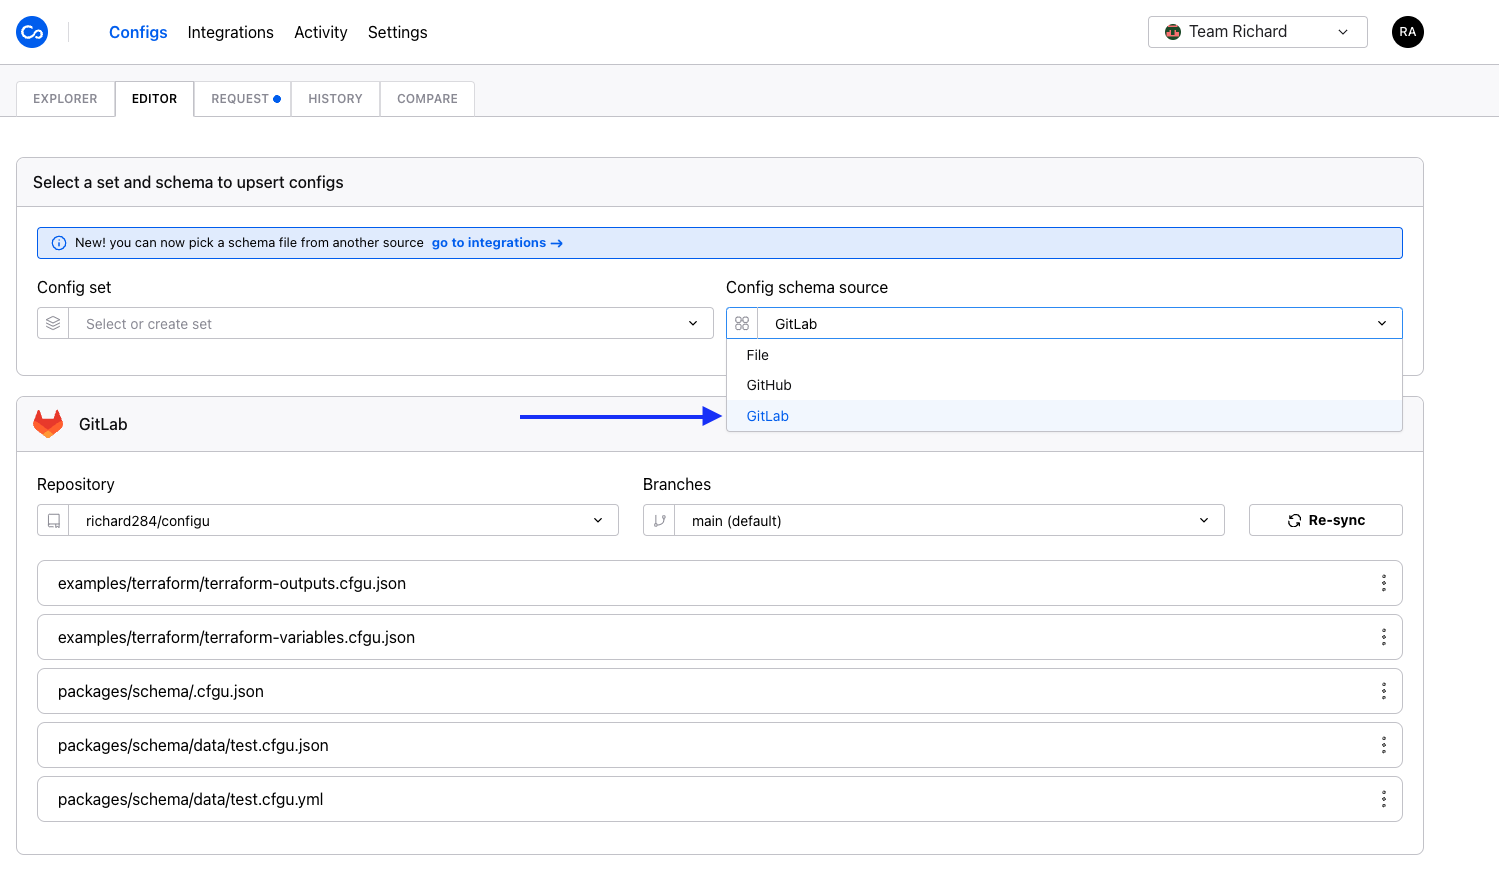 Configs Integrations Activity Settings Team Richard RA
EXPLORER EDITOR REQUEST HISTORY COMPARE
Select a set and schema to upsert configs
New! you can now pick a schema file from another source go to integrations →
Config set Config schema source
Select or create set GitLab
File
GitHub
GitLab
GitLab
Repository Branches
richard284/configu main (default) Re-sync
examples/terraform/terraform-outputs.cfgu.json
examples/terraform/terraform-variables.cfgu.json
packages/schema/.cfgu.json
packages/schema/data/test.cfgu.json
packages/schema/data/test.cfgu.yml